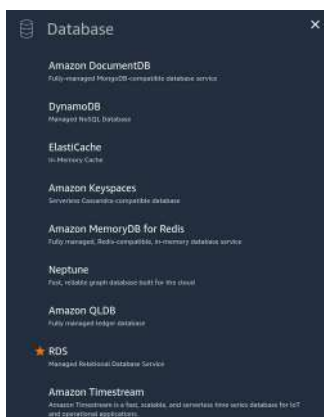 Database
Amazon DocumentDB
Fully-managed MongoDB-compatible database service
DynamoDB
Managed NoSQL Database
ElastiCache
In-Memory Cache
Amazon Keyspaces
Serverless Cassandra-compatible database
Amazon MemoryDB for Redis
Fully managed, Redis-compatible, in-memory database service
Neptune
Fast, reliable graph database built for the cloud
Amazon QLDB
Fully managed ledger database
RDS
Managed Relational Database Service
Amazon Timestream
Amazon Timestream is a fast, scalable, and serverless time series database for IoT
and operational applications.